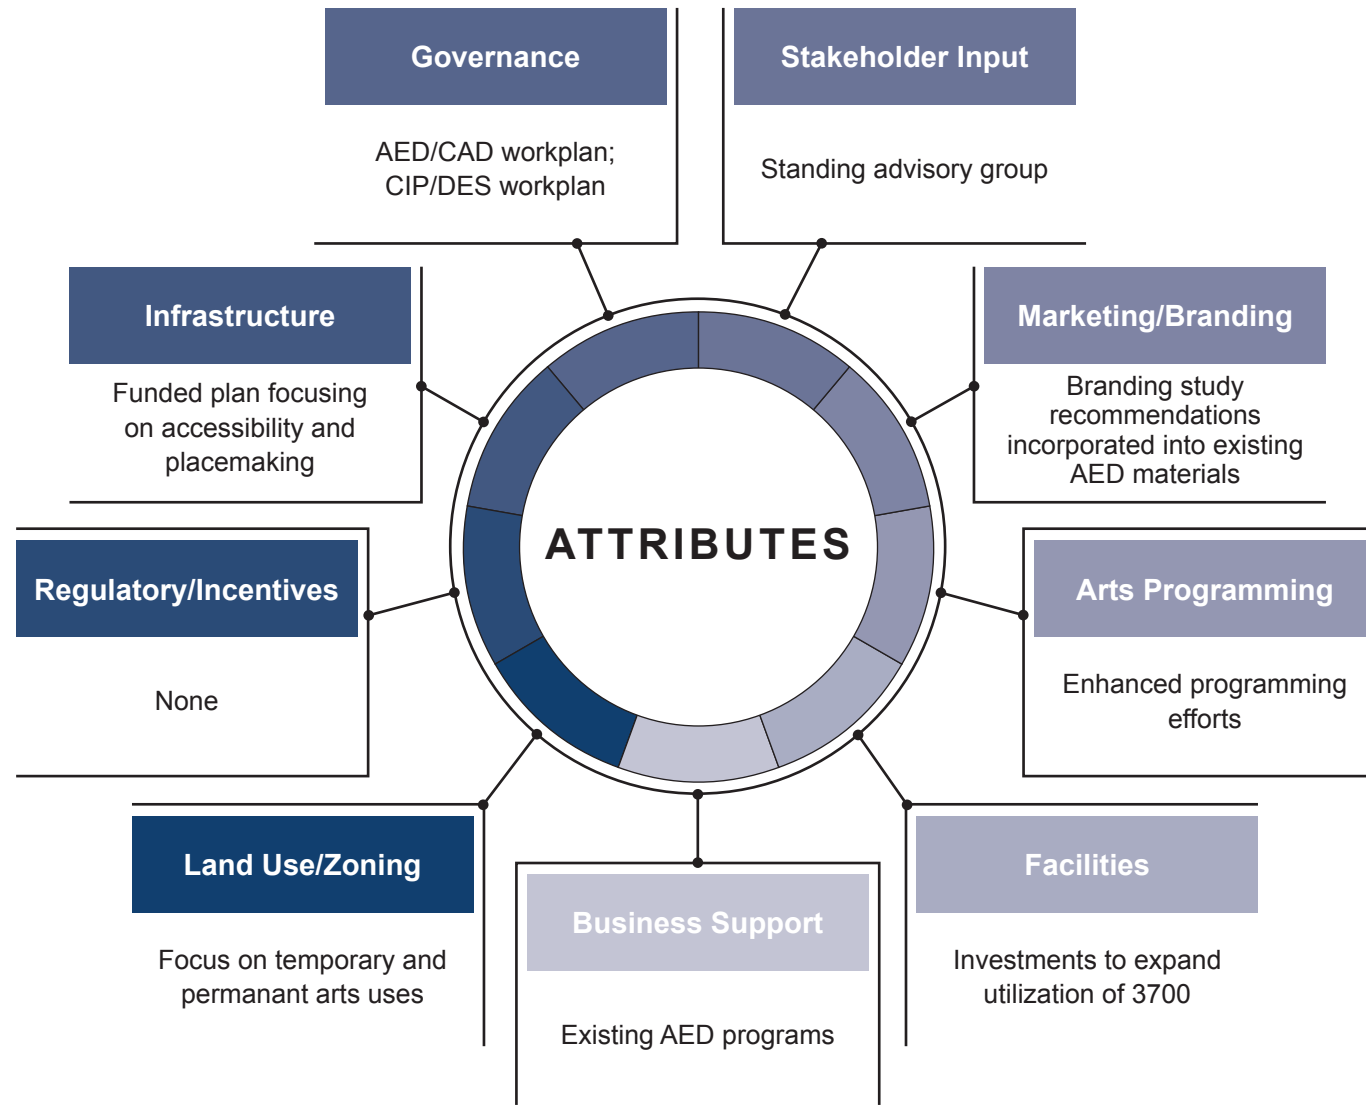 Governance
AED/CAD workplan;
CIP/DES workplan
Stakeholder Input
Standing advisory group
Infrastructure
Funded plan focusing
on accessibility and
placemaking
Marketing/Branding
Branding study
recommendations
incorporated into existing
AED materials
ATTRIBUTES
Regulatory/Incentives
None
Arts Programming
Enhanced programming
efforts
Land Use/Zoning
Focus on temporary and
permanant arts uses
Business Support
Existing AED programs
Facilities
Investments to expand
utilization of 3700